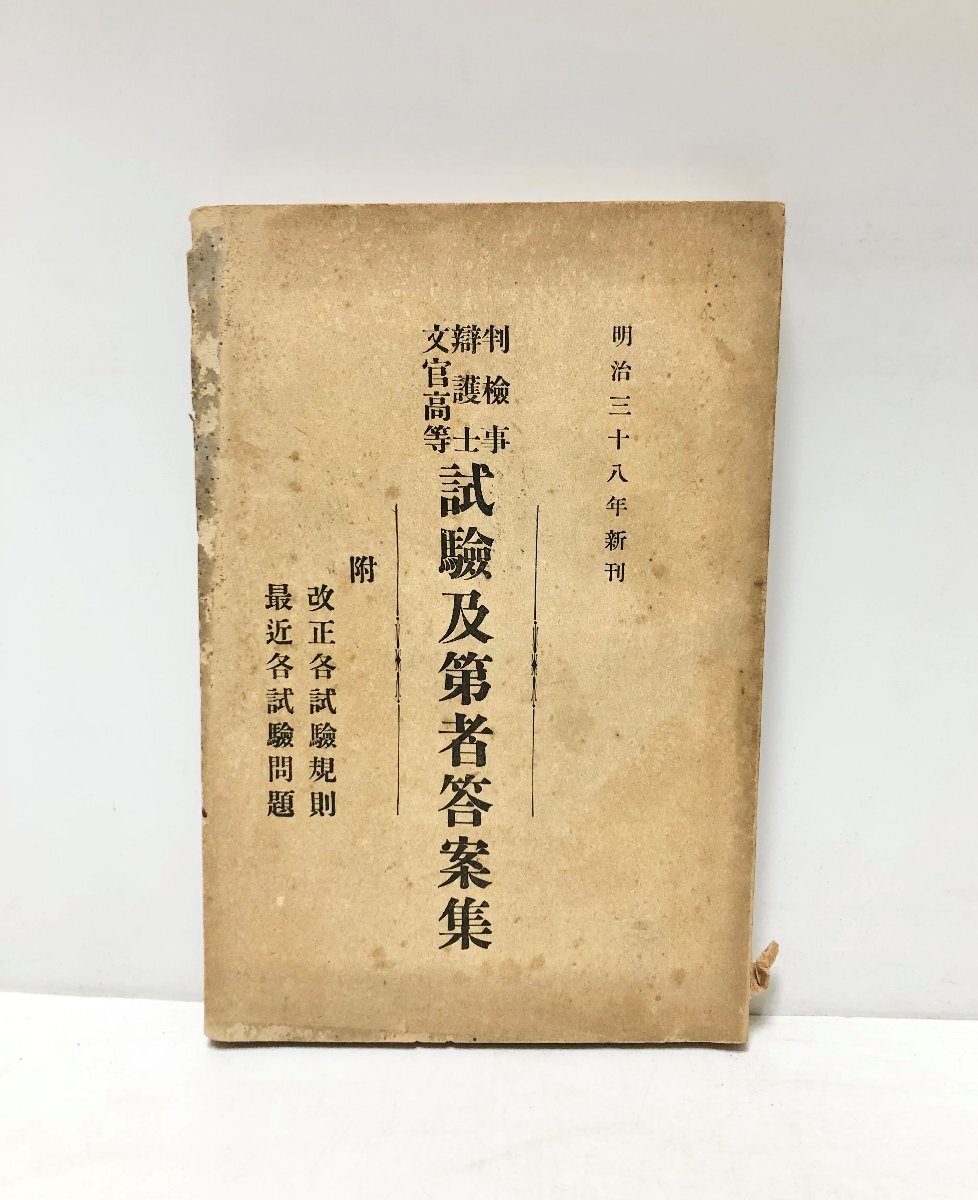 明治三十八年新刊
判檢事
辯護士
文官高等
試驗及第者答案集
附
改正各試驗規則
最近各試驗問題